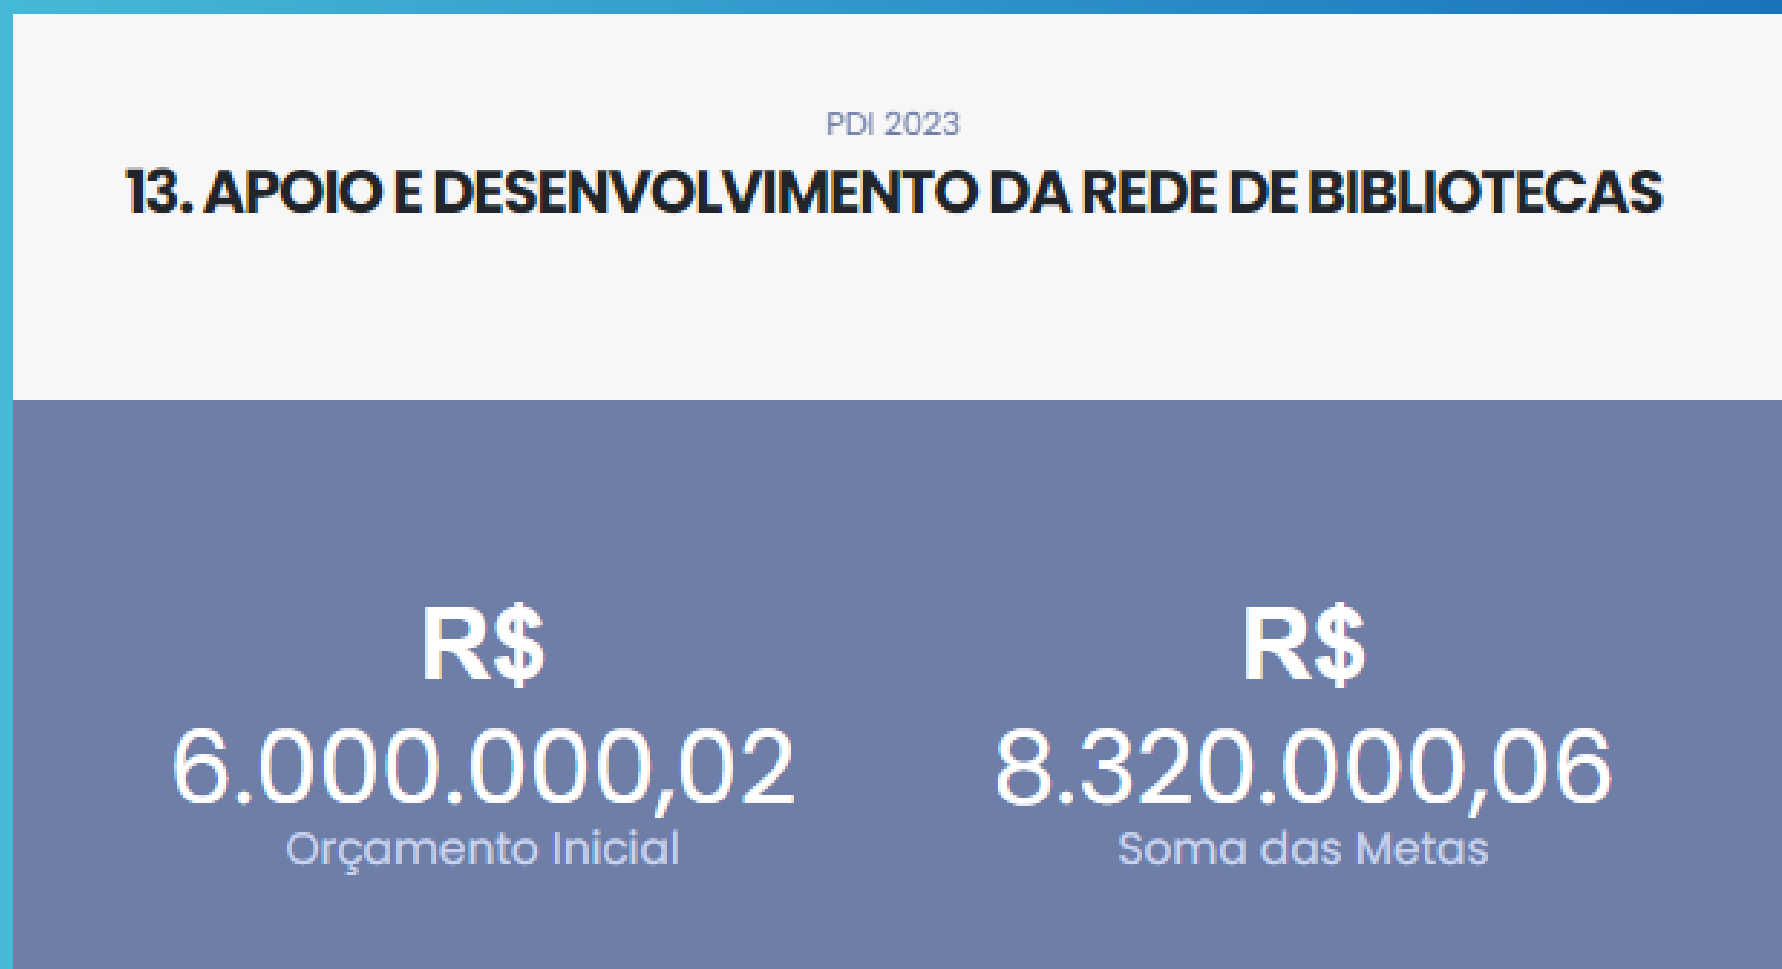 PDI 2023
13. APOIO E DESENVOLVIMENTO DA REDE DE BIBLIOTECAS
R$
6.000.000,02
Orçamento Inicial
R$
8.320.000,06
Soma das Metas